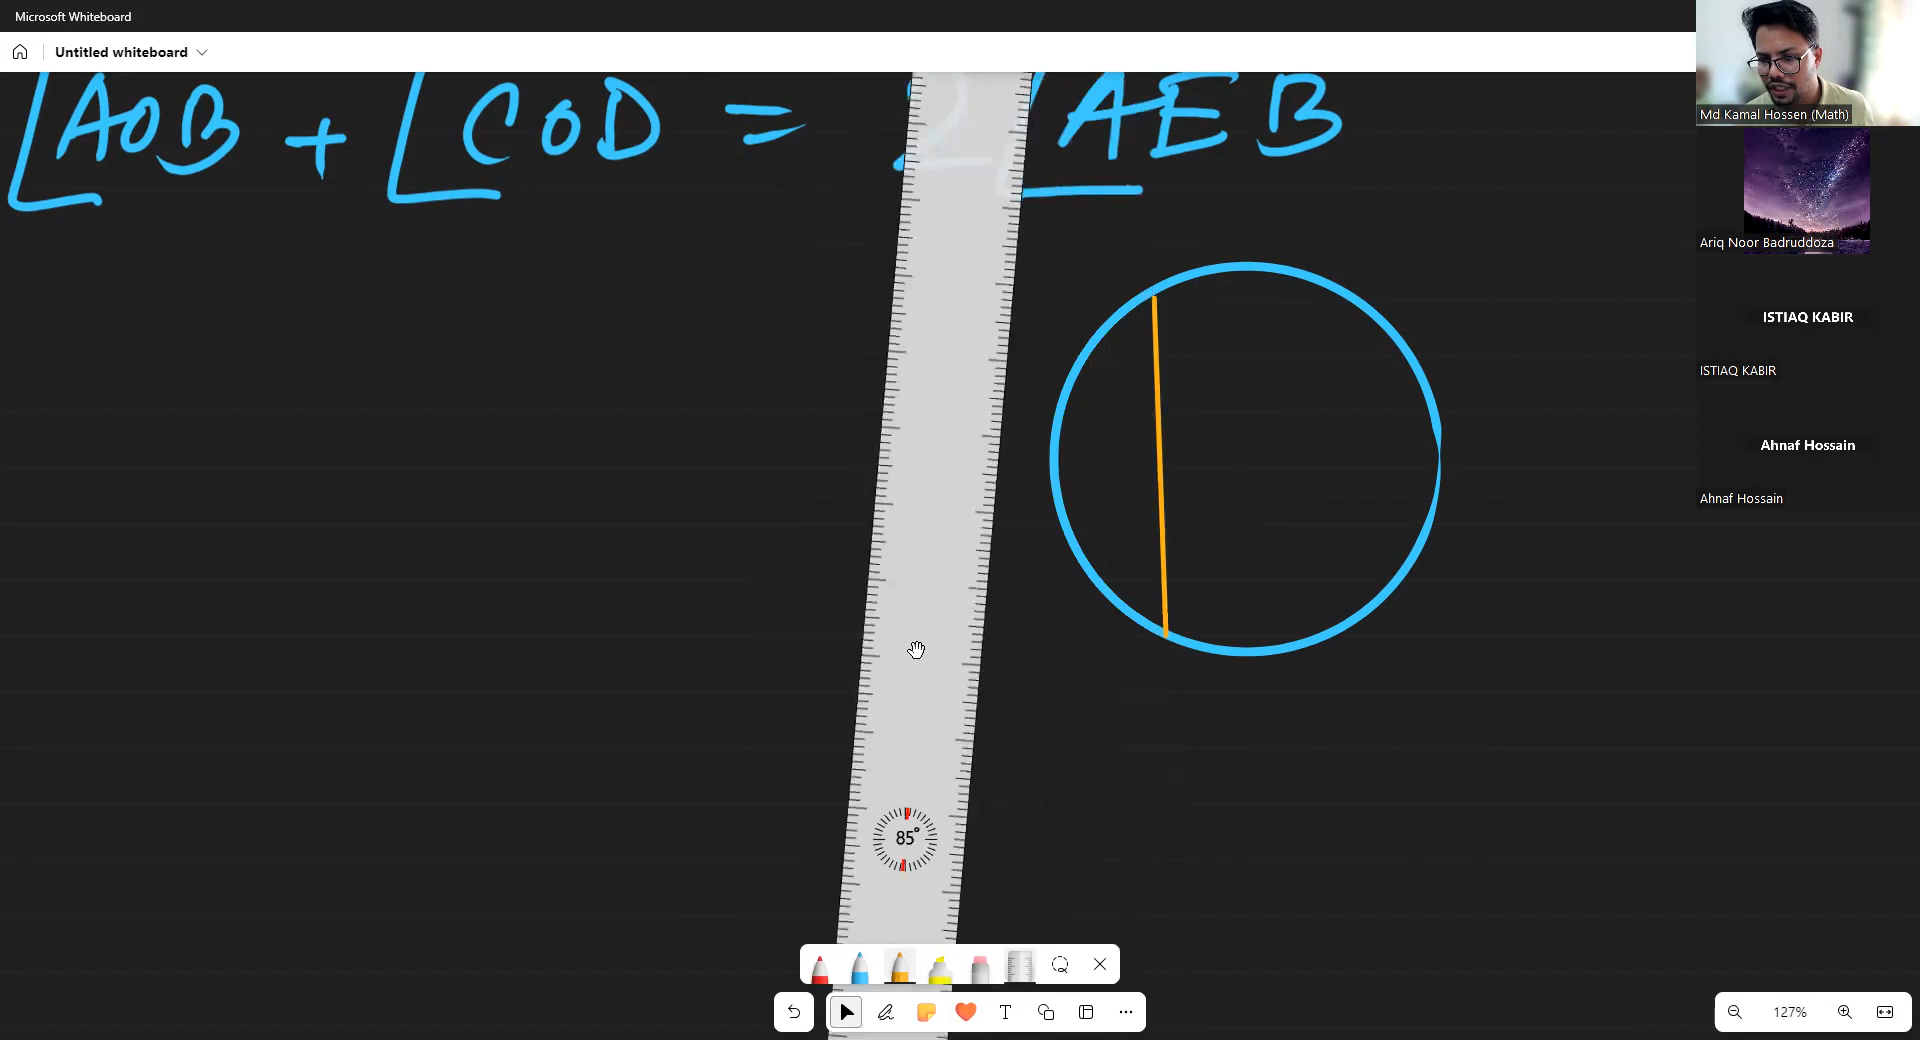 Microsoft Whiteboard
Untitled whiteboard
∠AOB + ∠COD = 2∠AEB
Md Kamal Hossen (Math)
Ariq Noor Badruddoza
ISTIAQ KABIR
ISTIAQ KABIR
Ahnaf Hossain
Ahnaf Hossain
85°
127%